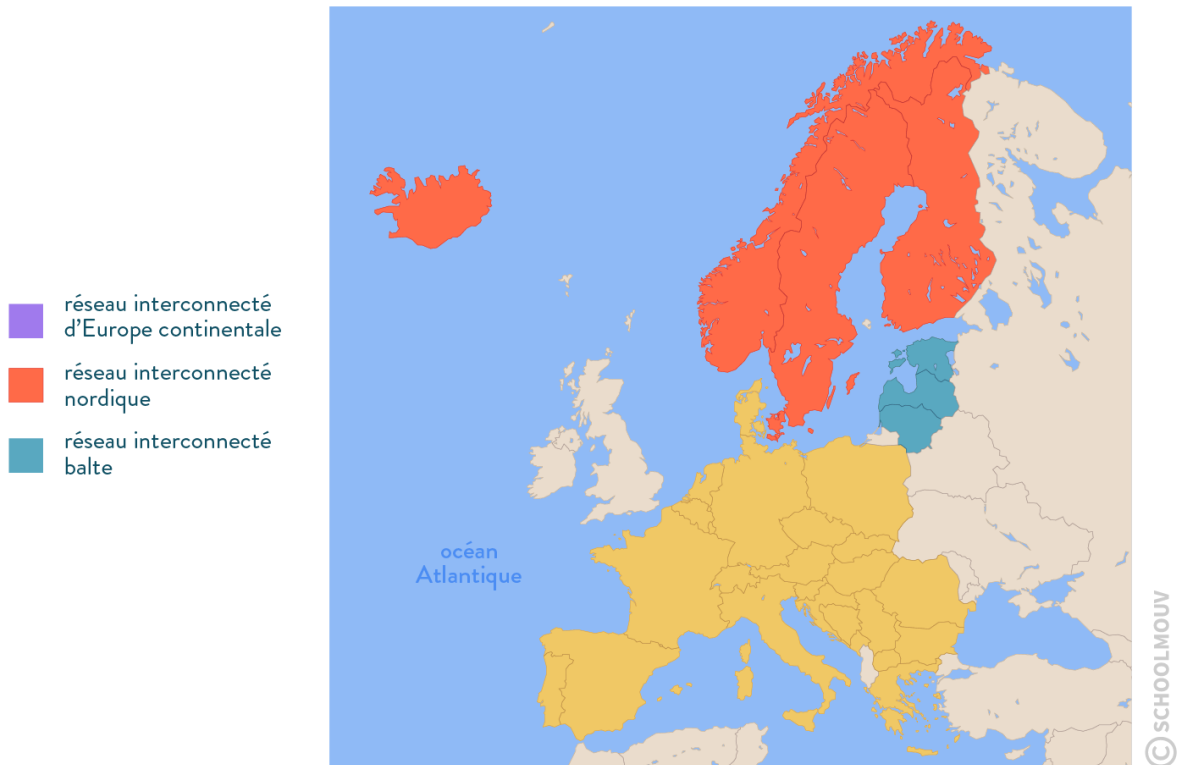 réseau interconnecté
d'Europe continentale
réseau interconnecté
nordique
réseau interconnecté
balte
océan
Atlantique
© SCHOOLMOUV